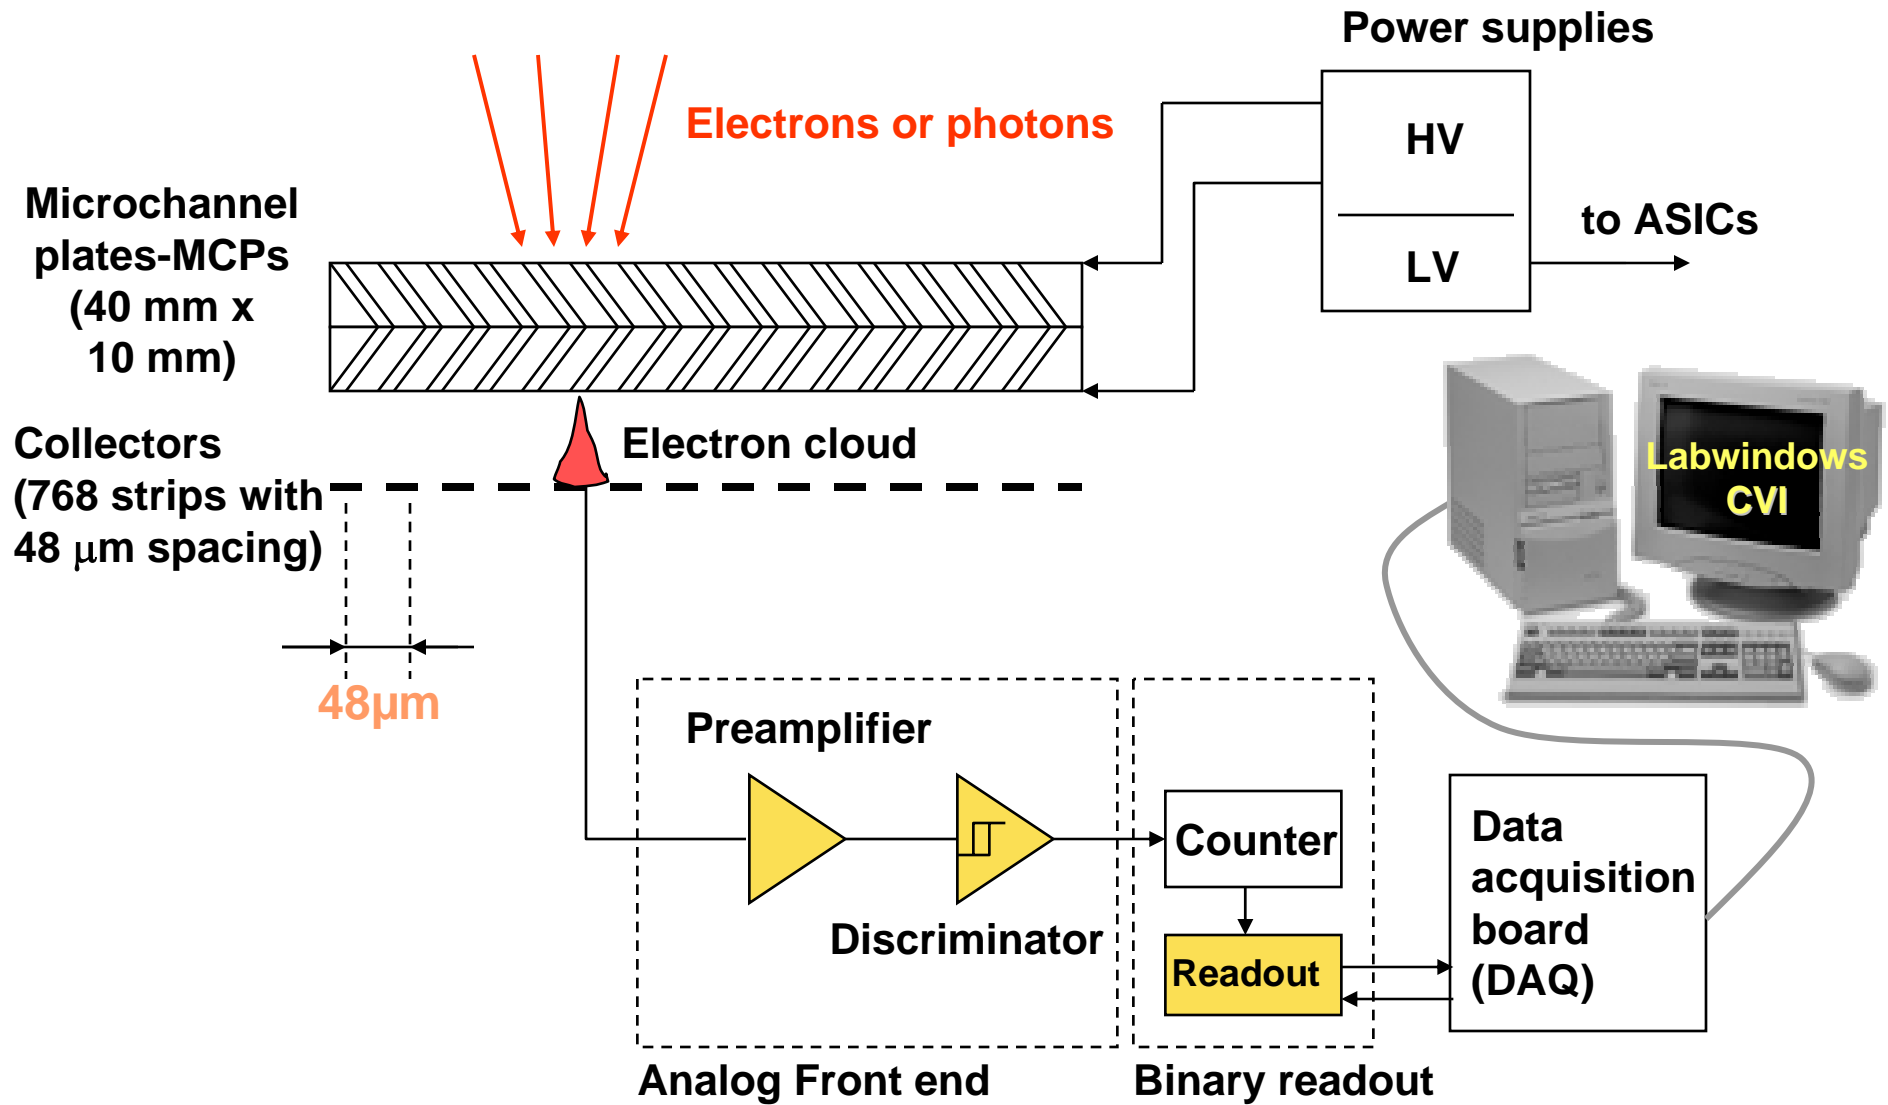 Power supplies
Electrons or photons
HV
LV
to ASICs
Microchannel
plates-MCPs
(40 mm x
10 mm)
Collectors
(768 strips with
48 μm spacing)
Electron cloud
Labwindows
CVI
48μm
Preamplifier
Discriminator
Counter
Readout
Data
acquisition
board
(DAQ)
Analog Front end
Binary readout